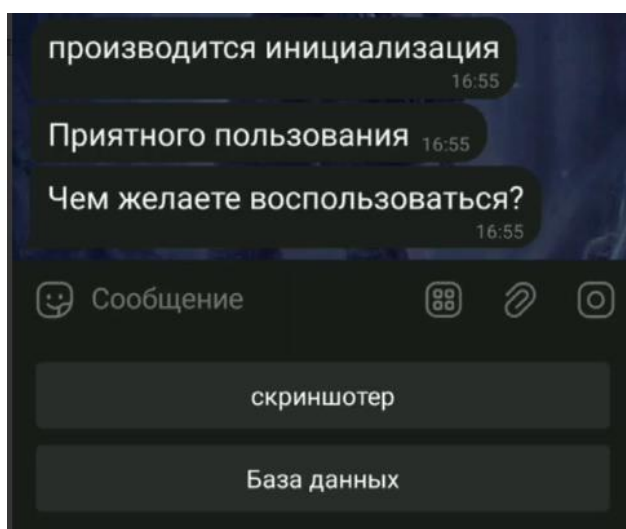 производится инициализация
16:55
Приятного пользования 16:55
Чем желаете воспользоваться?
16:55
Сообщение
скриншотер
База данных